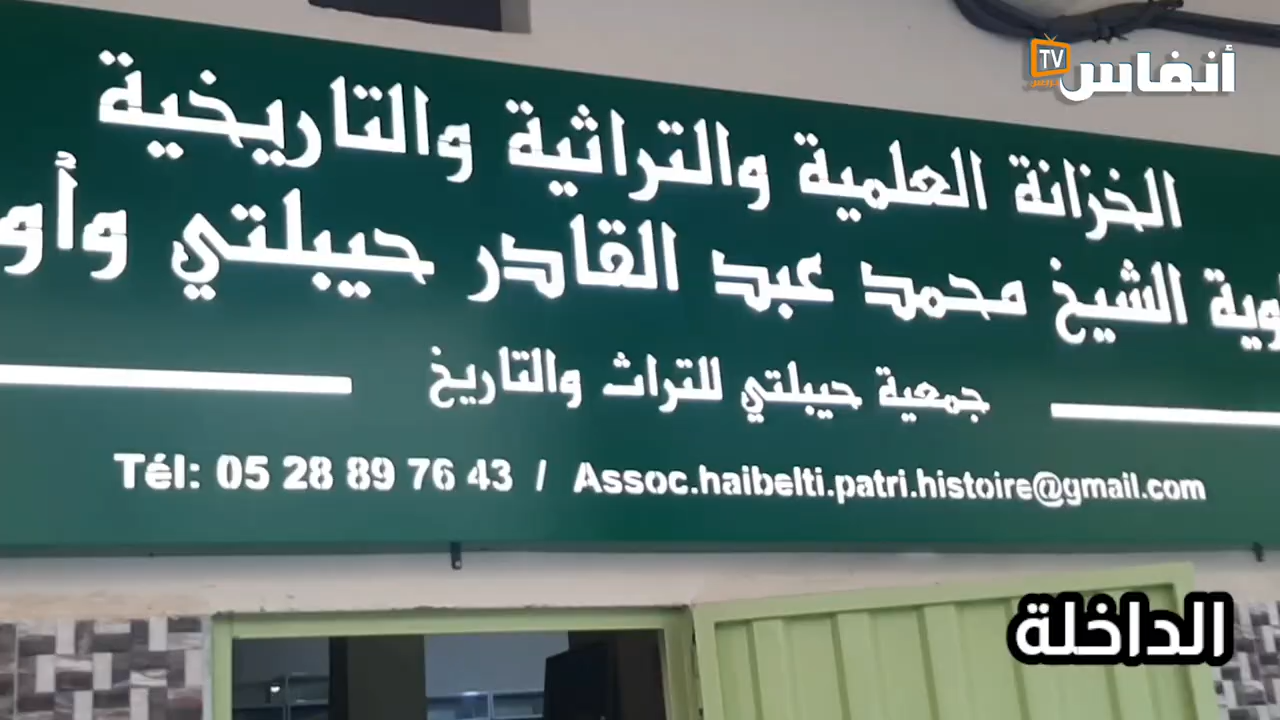 أنفاس TV
الخزانة العلمية والتراثية والتاريخية
الشيخ محمد عبد القادر حيبلتي
جمعية حيبلتي للتراث والتاريخ
Tél: 05 28 89 76 43 / Assoc.haibelti.patri.histoire@gmail.com
الداخلة